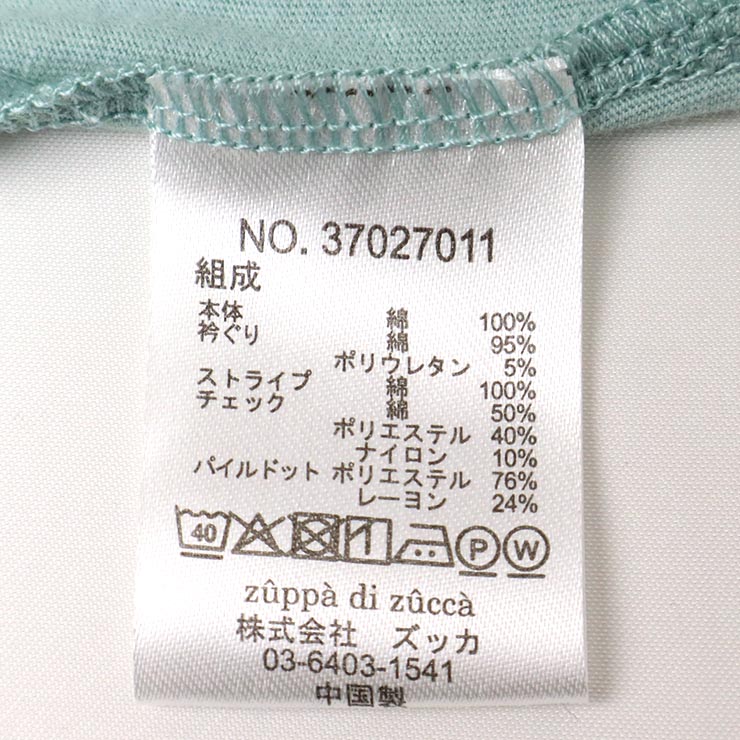 NO. 37027011
組成
本体 綿 100%
衿ぐり 綿 95%
ポリウレタン 5%
ストライプ 綿 100%
チェック 綿 50%
ポリエステル 40%
ナイロン 10%
パイルドット ポリエステル 76%
レーヨン 24%
40 P W
zûppà di zûccà
株式会社 ズッカ
03-6403-1541
中国製